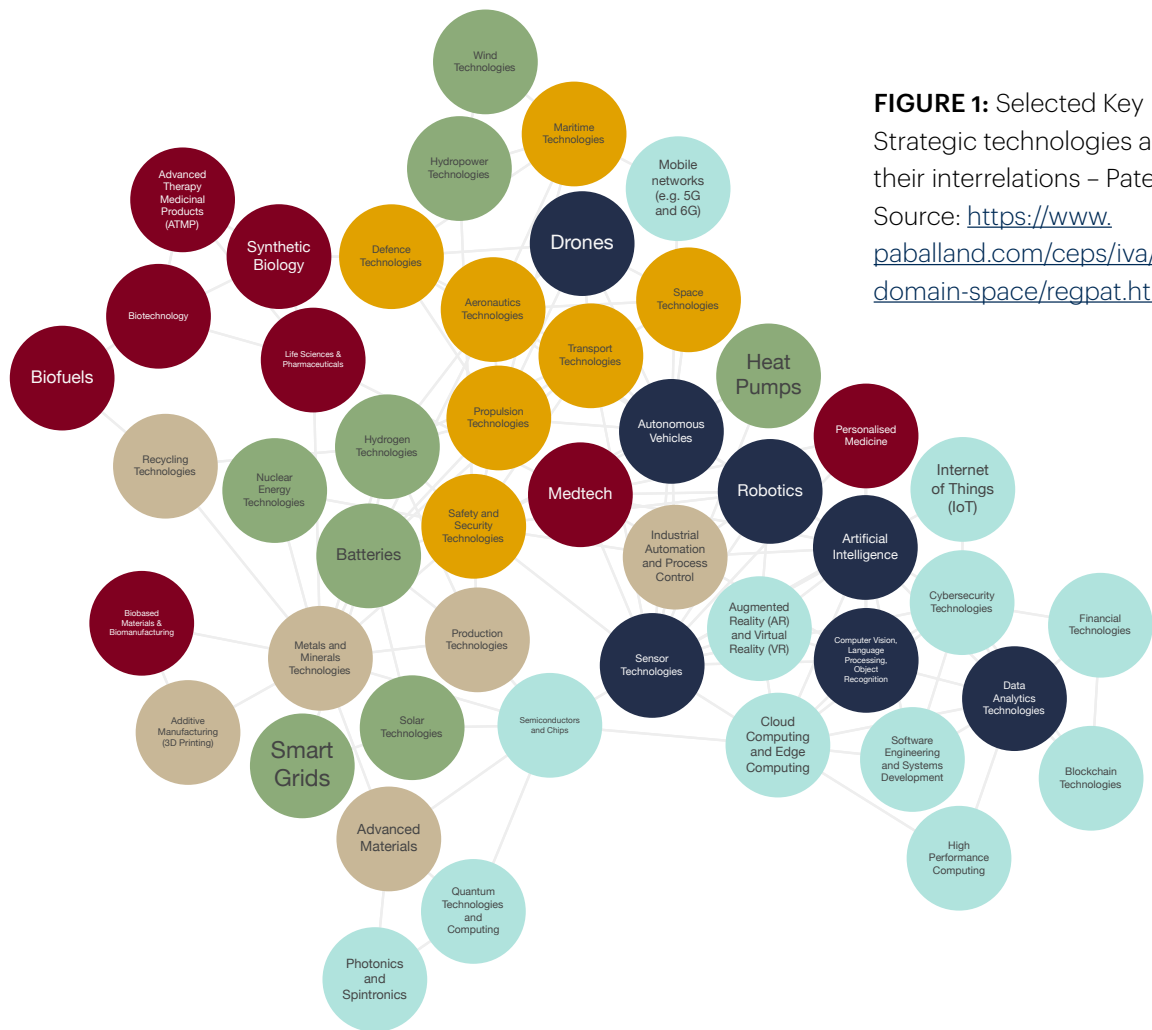 Wind
Technologies
Maritime
Technologies
Hydropower
Technologies
Mobile
networks
(e.g. 5G
and 6G)
FIGURE 1: Selected Key
Strategic technologies a
their interrelations – Pate
Source: https://www.
paballand.com/ceps/iva/
domain-space/regpat.ht
Advanced
Therapy
Medicinal
Products
(ATMP)
Synthetic
Biology
Defence
Technologies
Drones
Biotechnology
Aeronautics
Technologies
Space
Technologies
Life Sciences &
Pharmaceuticals
Transport
Technologies
Biofuels
Heat
Pumps
Propulsion
Technologies
Autonomous
Vehicles
Personalised
Medicine
Recycling
Technologies
Hydrogen
Technologies
Nuclear
Energy
Technologies
Medtech
Robotics
Internet
of Things
(IoT)
Safety and
Security
Technologies
Batteries
Industrial
Automation
and Process
Control
Artificial
Intelligence
Biobased
Materials &
Biomanufacturing
Cybersecurity
Technologies
Augmented
Reality (AR)
and Virtual
Reality (VR)
Financial
Technologies
Metals and
Minerals
Technologies
Production
Technologies
Sensor
Technologies
Computer Vision,
Language
Processing,
Object
Recognition
Data
Analytics
Technologies
Additive
Manufacturing
(3D Printing)
Solar
Technologies
Semiconductors
and Chips
Cloud
Computing
and Edge
Computing
Software
Engineering
and Systems
Development
Smart
Grids
Blockchain
Technologies
Advanced
Materials
High
Performance
Computing
Quantum
Technologies
and
Computing
Photonics
and
Spintronics